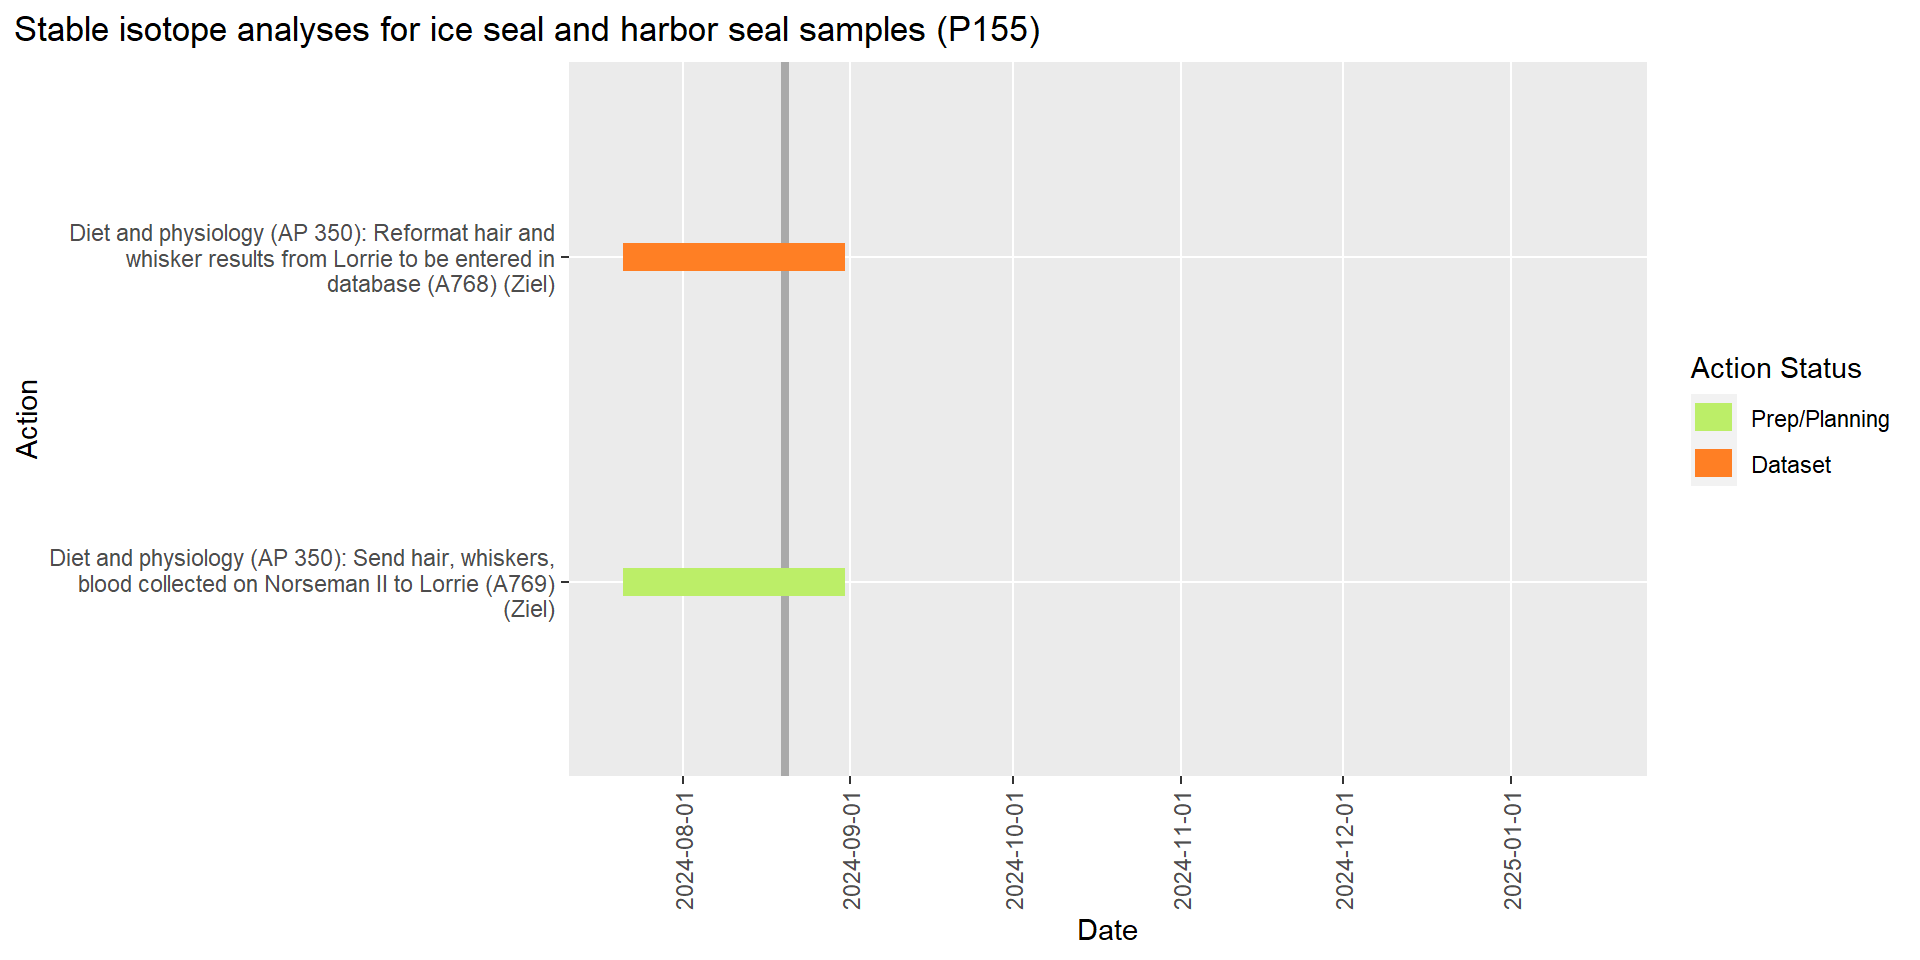 Stable isotope analyses for ice seal and harbor seal samples (P155)
Action
Diet and physiology (AP 350): Reformat hair and
whisker results from Lorrie to be entered in
database (A768) (Ziel)
Diet and physiology (AP 350): Send hair, whiskers,
blood collected on Norseman II to Lorrie (A769)
(Ziel)
2024-08-01
2024-09-01
2024-10-01
2024-11-01
2024-12-01
2025-01-01
Date
Action Status
Prep/Planning
Dataset